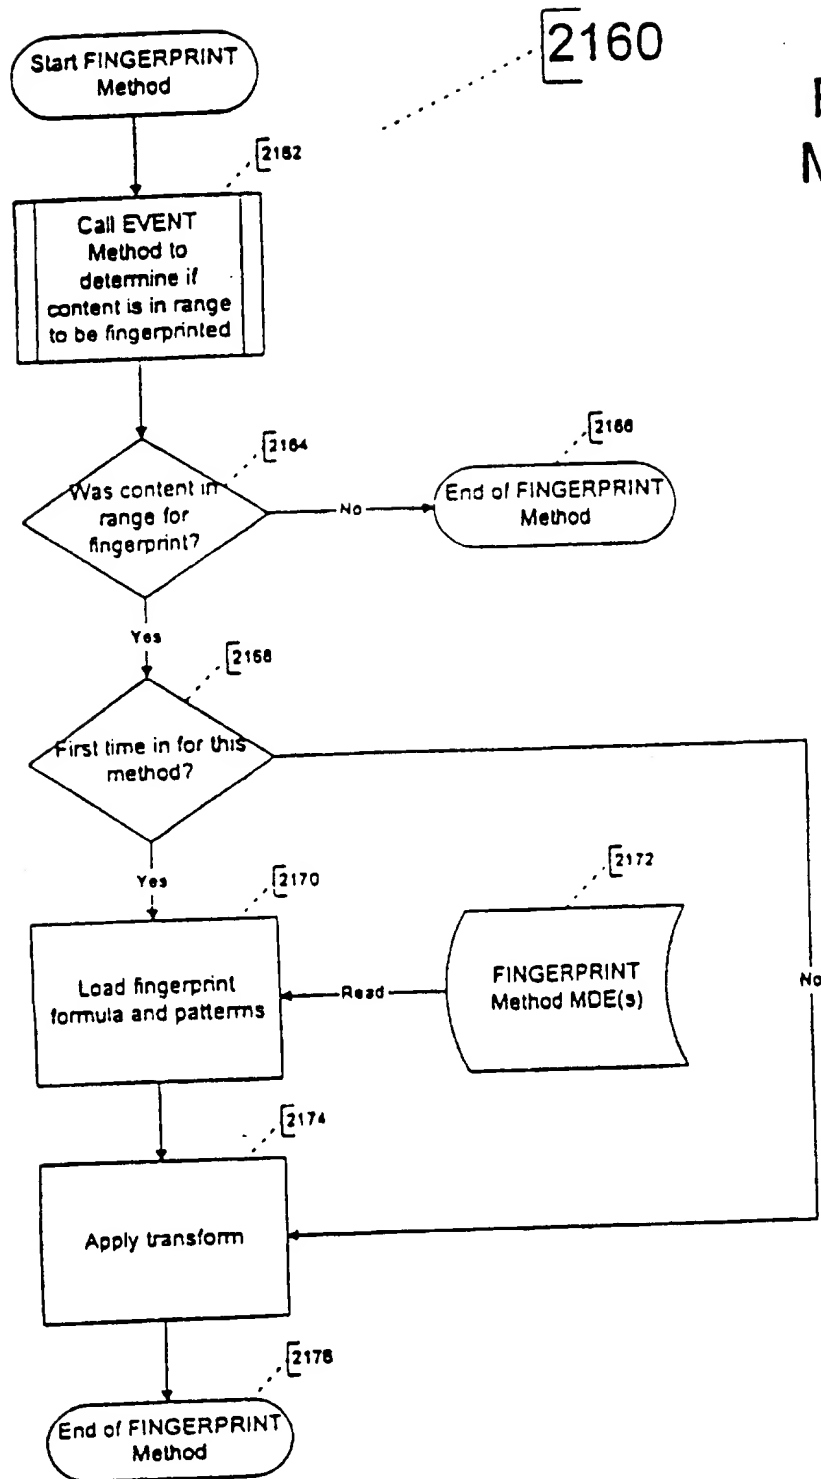 2160
Start FINGERPRINT
Method
2162
Call EVENT
Method to
determine if
content is in range
to be fingerprinted
2164
Was content in
range for
fingerprint?
No
2166
End of FINGERPRINT
Method
Yes
2168
First time in for this
method?
Yes
No
2170
Load fingerprint
formula and patterns
Read
2172
FINGERPRINT
Method MDE(s)
2174
Apply transform
2176
End of FINGERPRINT
Method